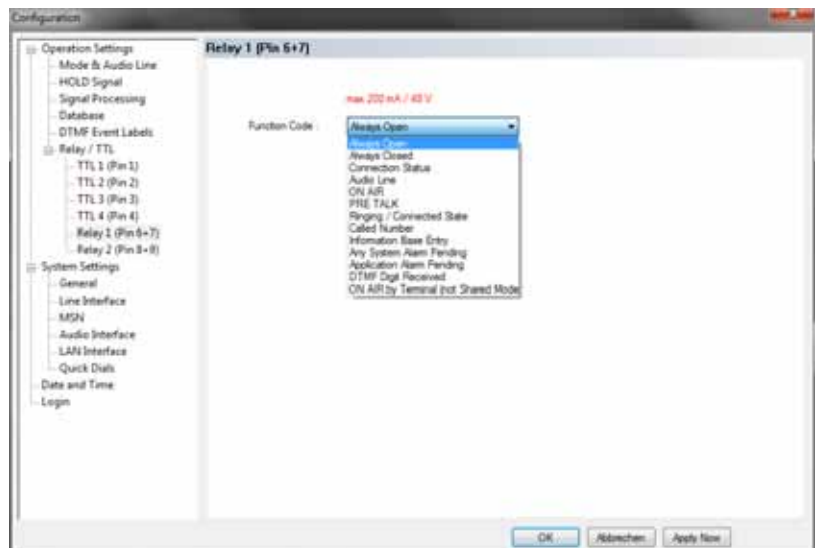 Configuration
Operation Settings
Mode & Audio Line
HOLD Signal
Signal Processing
Database
DTMF Event Labels
Relay / TTL
TTL 1 (Pin 1)
TTL 2 (Pin 2)
TTL 3 (Pin 3)
TTL 4 (Pin 4)
Relay 1 (Pin 6+7)
Relay 2 (Pin 8+9)
System Settings
General
Line Interface
MSN
Audio Interface
LAN Interface
Quick Dials
Date and Time
Login
Relay 1 (Pin 6+7)
max 200 mA / 48 V
Function Code :
Always Open
Always Open
Always Closed
Connection Status
Audio Line
ON AIR
PRE TALK
Ringing / Connected State
Called Number
Information Base Entry
Any System Alarm Pending
Application Alarm Pending
DTMF Digit Received
ON AIR by Terminal (not Shared Mode)
OK
Abbrechen
Apply Now